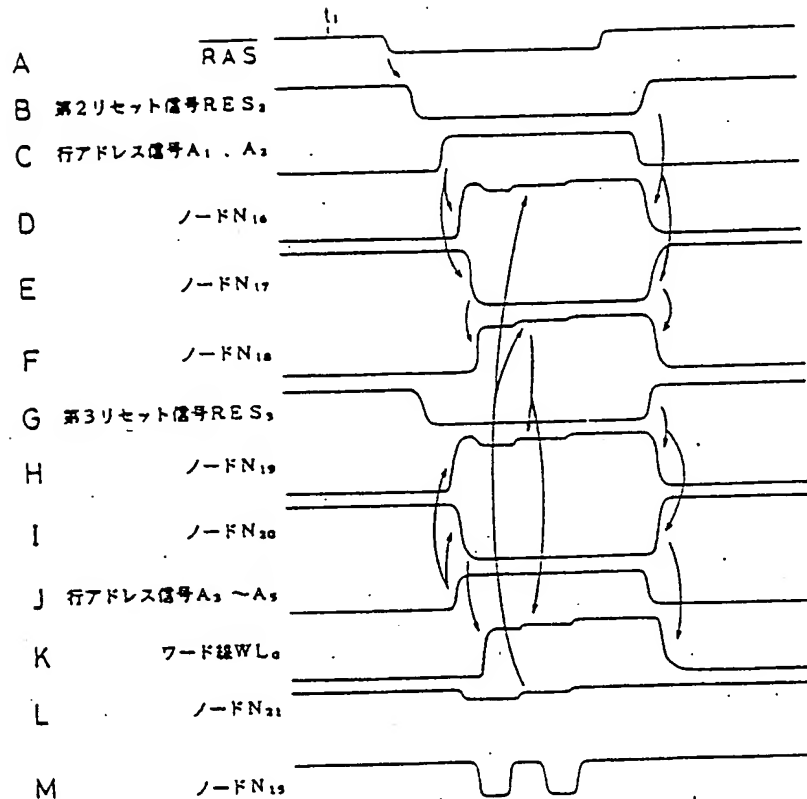 t₁
A R̅A̅S̅
B 第2リセット信号RES₂
C 行アドレス信号A₁、A₂
D ノードN₁₆
E ノードN₁₇
F ノードN₁₈
G 第3リセット信号RES₃
H ノードN₁₉
I ノードN₂₀
J 行アドレス信号A₃〜A₅
K ワード線WL₀
L ノードN₂₁
M ノードN₁₅